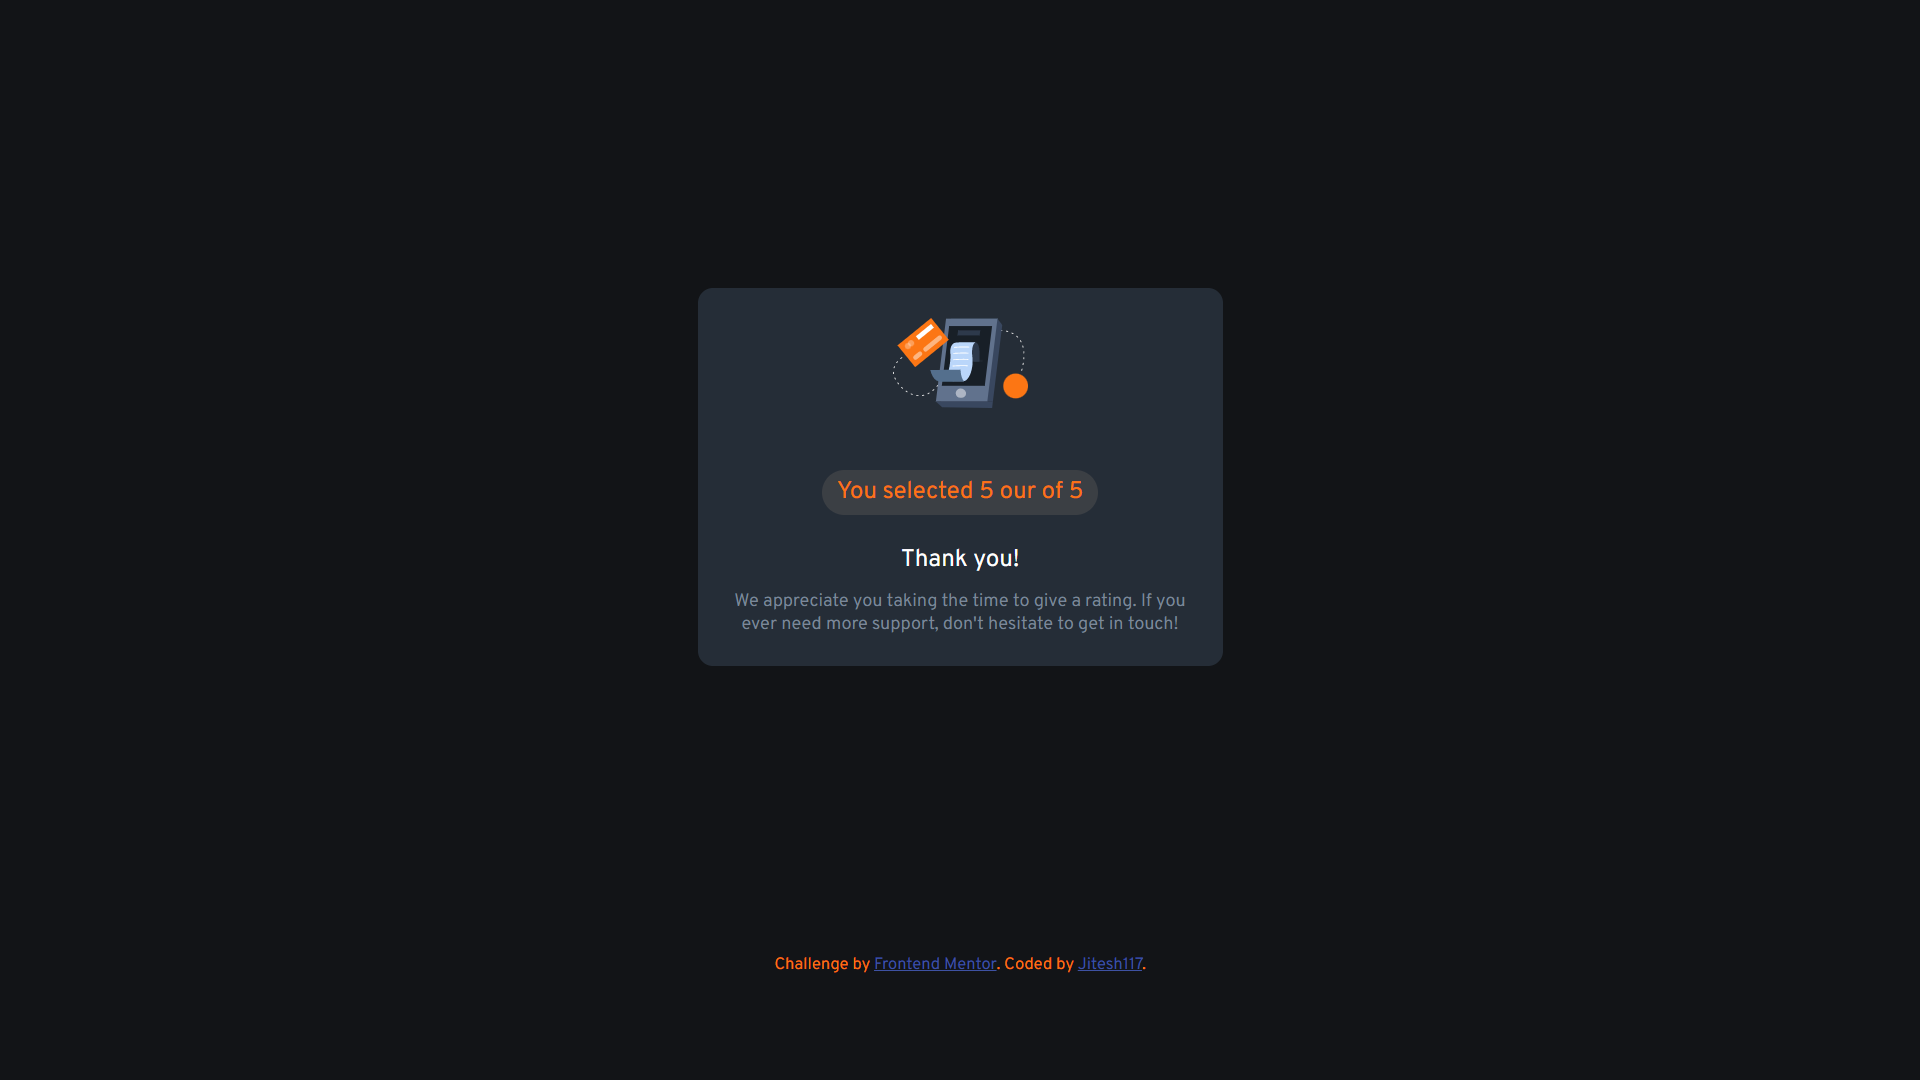 You selected 5 our of 5
Thank you!
We appreciate you taking the time to give a rating. If you
ever need more support, don't hesitate to get in touch!
Challenge by Frontend Mentor. Coded by Jitesh117.